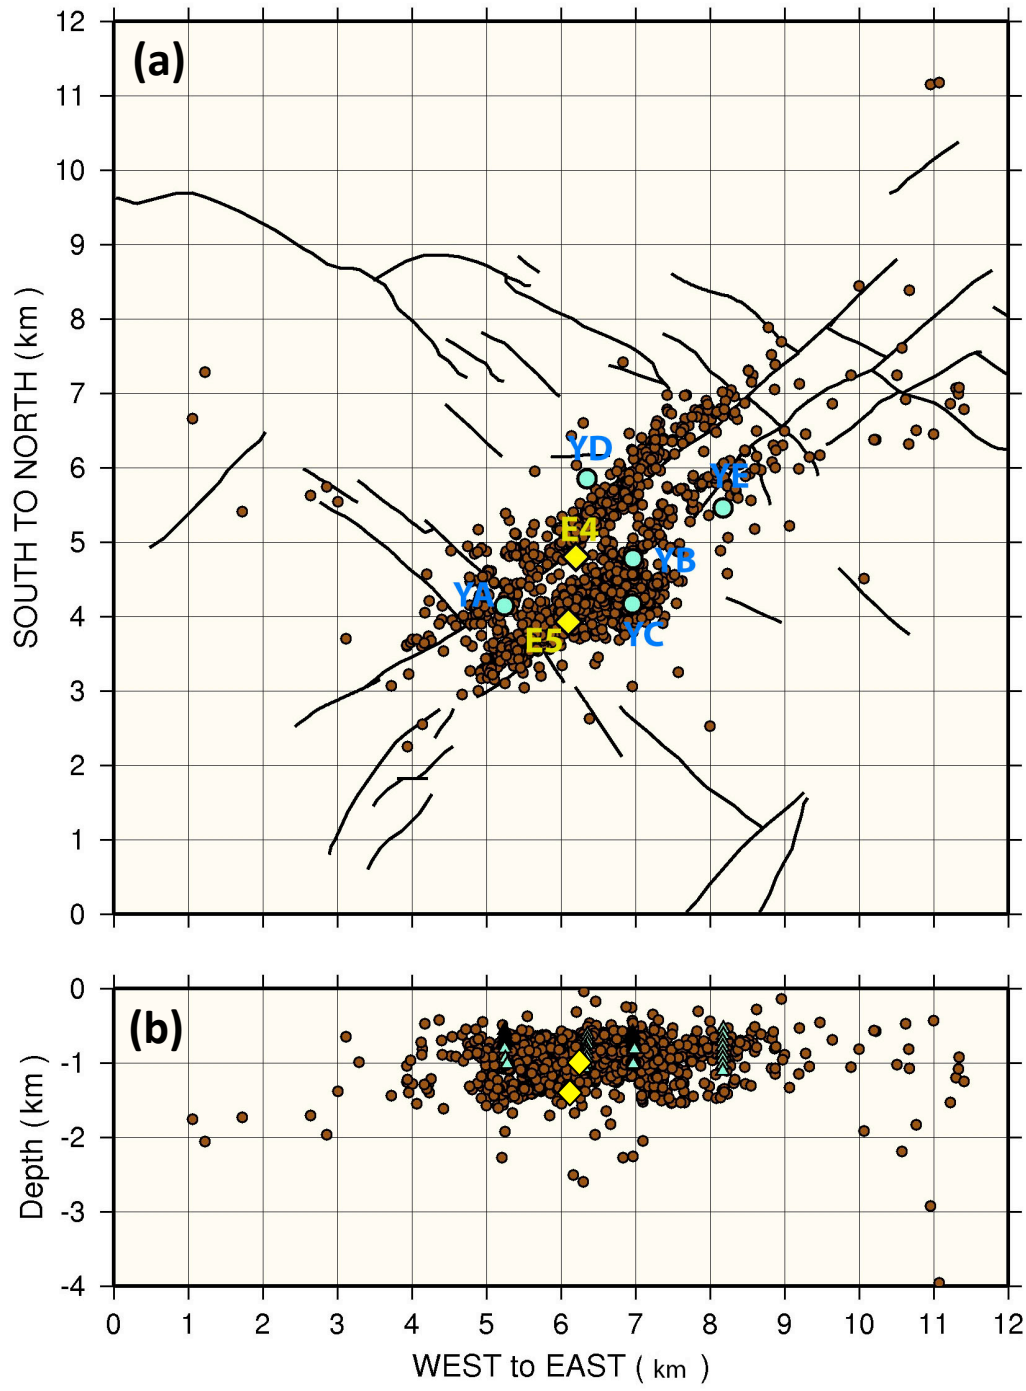 (a)
12
11
10
9
8
7
6
5
4
3
2
1
0
SOUTH TO NORTH ( km )
YD
YE
E4
YB
YA
E5
YC
(b)
0
-1
-2
-3
-4
Depth ( km )
0 1 2 3 4 5 6 7 8 9 10 11 12
WEST to EAST ( km )